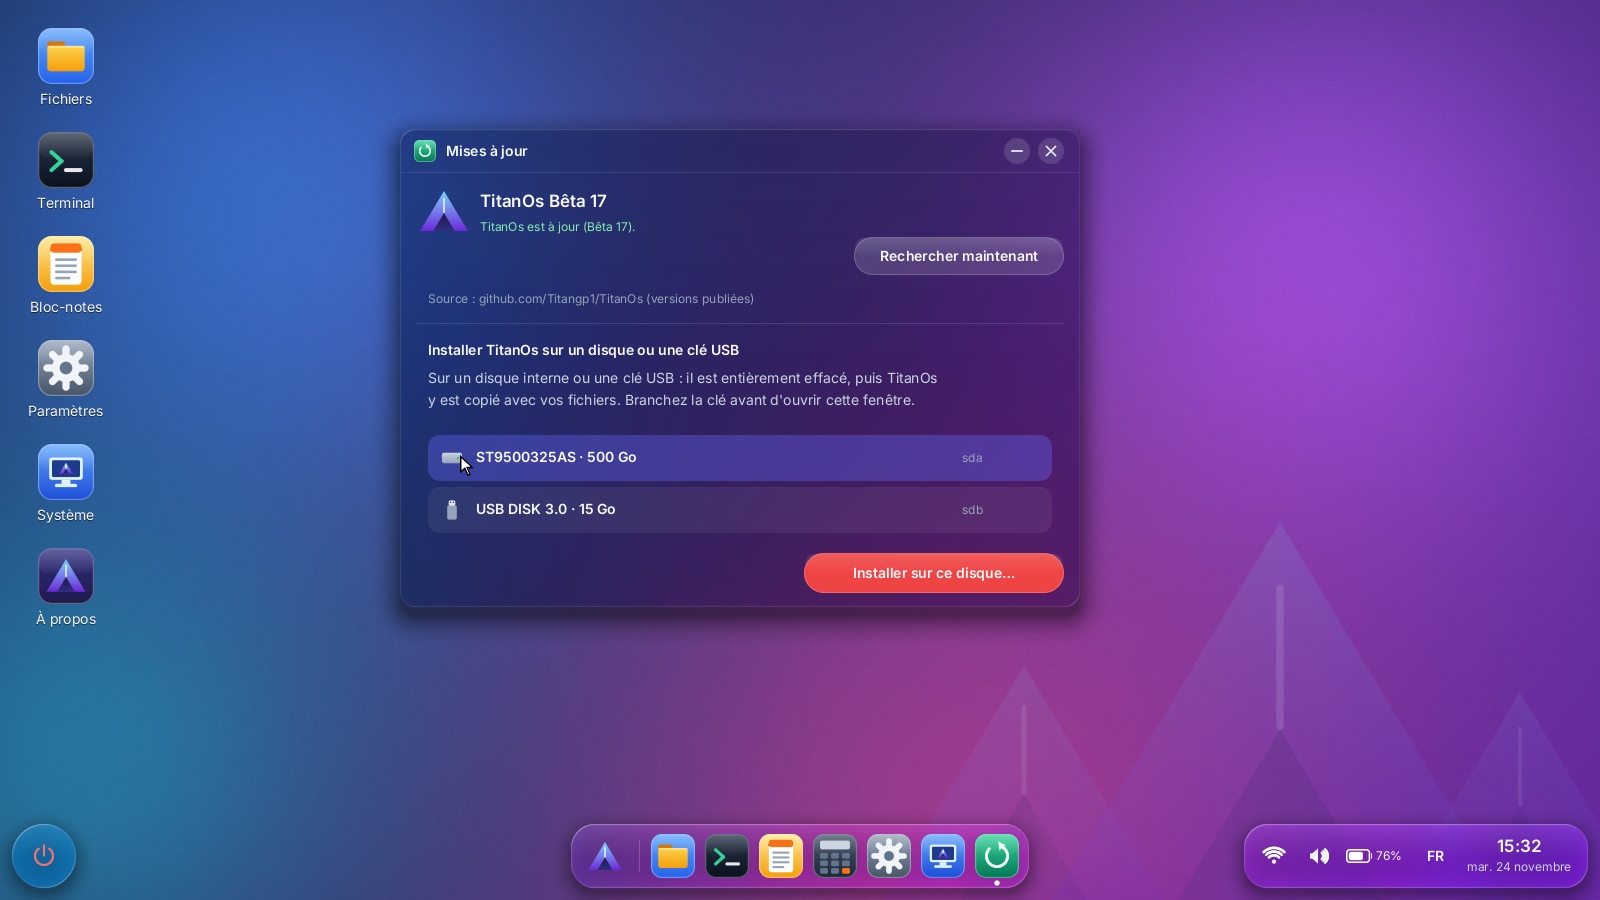 Fichiers
Terminal
Bloc-notes
Paramètres
Système
À propos
Mises à jour
TitanOs Bêta 17
TitanOs est à jour (Bêta 17).
Rechercher maintenant
Source : github.com/Titangp1/TitanOs (versions publiées)
Installer TitanOs sur un disque ou une clé USB
Sur un disque interne ou une clé USB : il est entièrement effacé, puis TitanOs
y est copié avec vos fichiers. Branchez la clé avant d'ouvrir cette fenêtre.
ST9500325AS · 500 Go sda
USB DISK 3.0 · 15 Go sdb
Installer sur ce disque...
76% FR 15:32
mar. 24 novembre